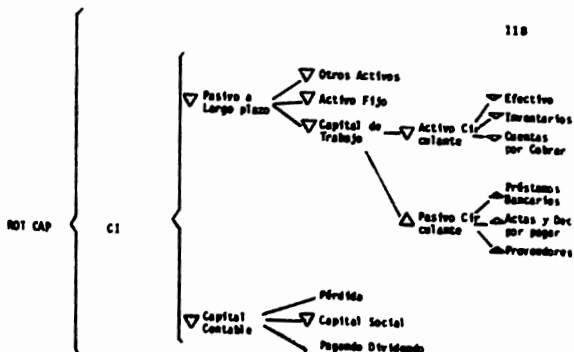 118
Otros Activos
Pasivo a
Largo plazo
Activo Fijo
Capital de
Trabajo
Activo Cir
culante
Efectivo
Inventarios
Cuentas
por Cobrar
Préstamos
Bancarios
Pasivo Cir
culante
Actas y Doc
por pagar
Proveedores
ROT CAP
CI
Pérdida
Capital
Contable
Capital Social
Pagando Dividendo